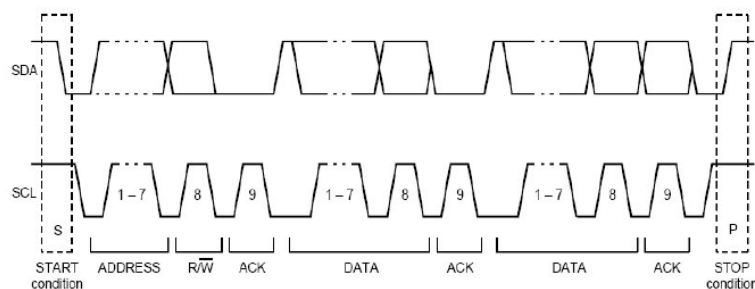 SDA
SCL
1 – 7 8 9 1 – 7 8 9 1 – 7 8 9
S P
START condition ADDRESS R/W̅ ACK DATA ACK DATA ACK STOP condition